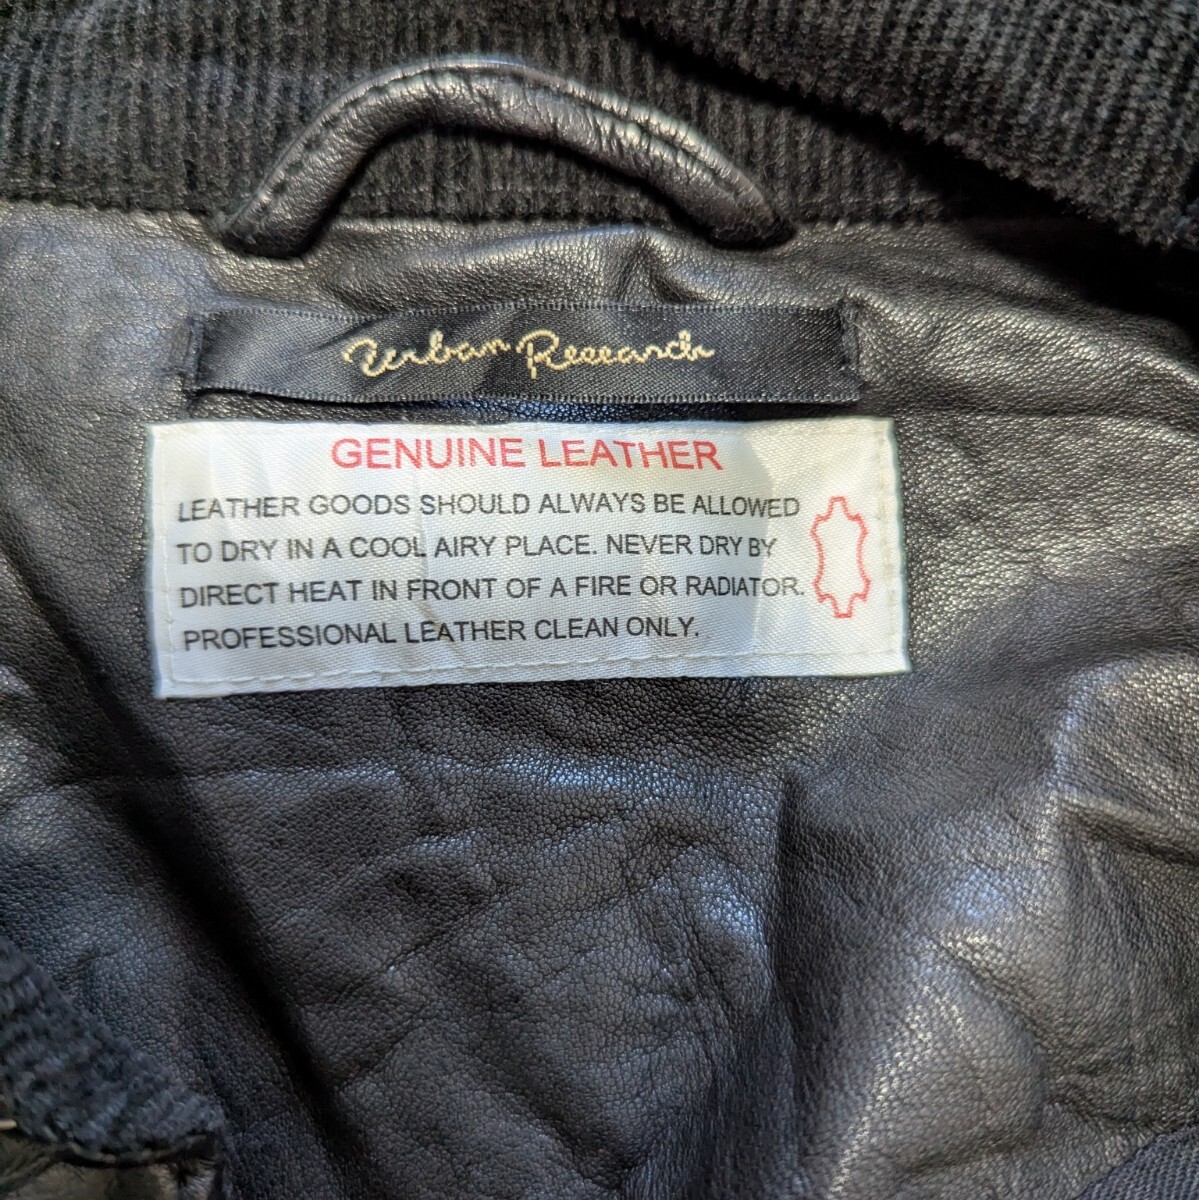 Urban Research
GENUINE LEATHER
LEATHER GOODS SHOULD ALWAYS BE ALLOWED
TO DRY IN A COOL AIRY PLACE. NEVER DRY BY
DIRECT HEAT IN FRONT OF A FIRE OR RADIATOR.
PROFESSIONAL LEATHER CLEAN ONLY.